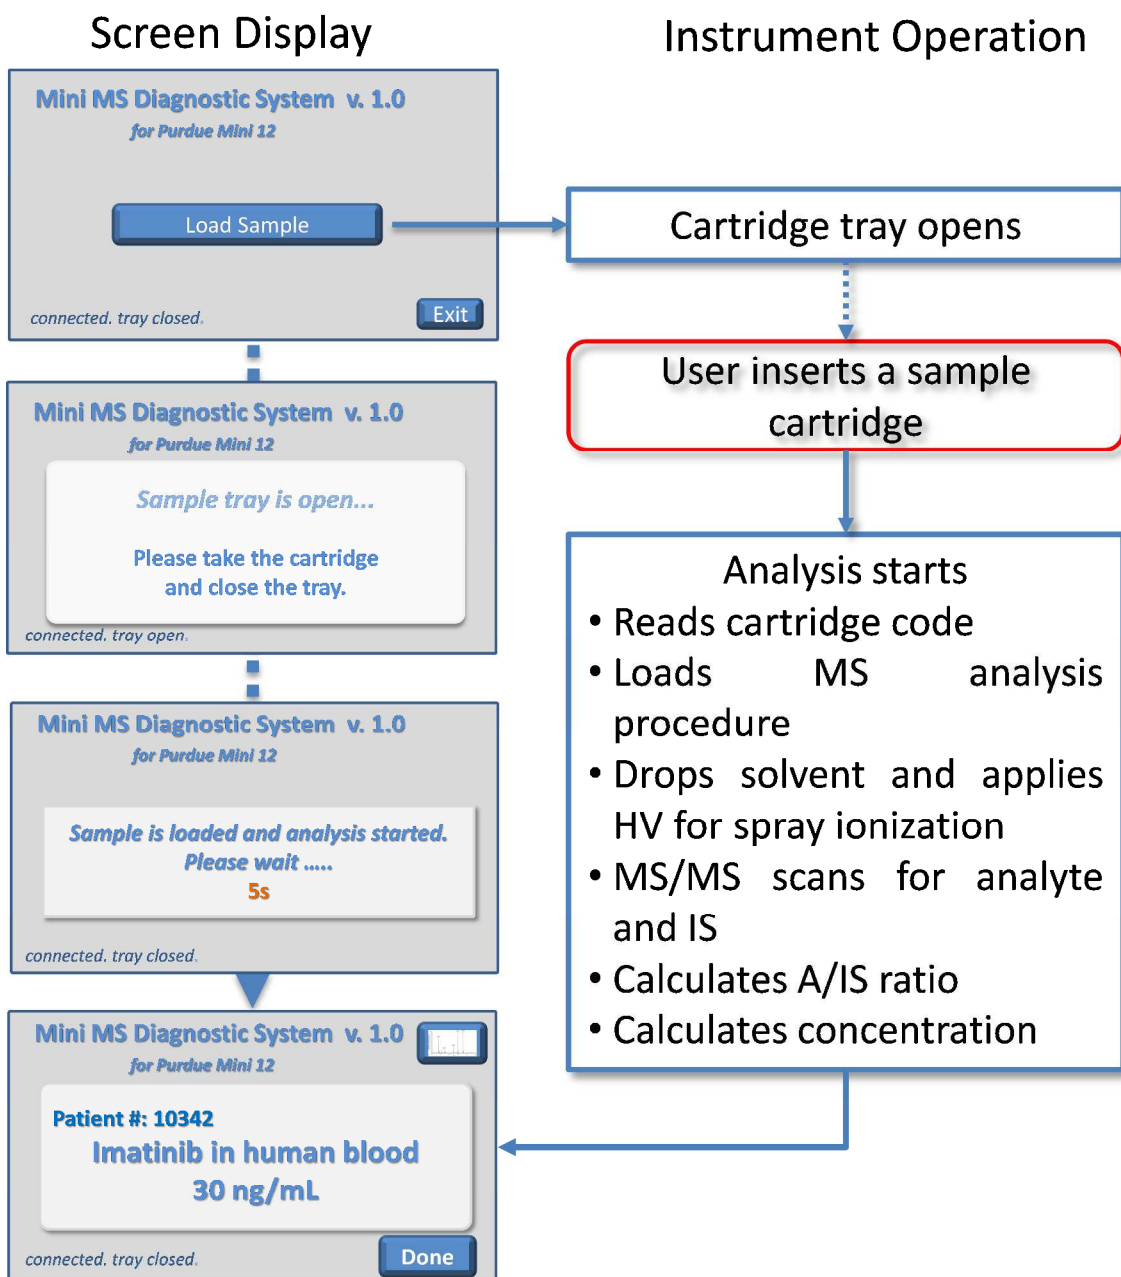 Screen Display
Mini MS Diagnostic System v. 1.0
for Purdue Mini 12
Load Sample
connected. tray closed.
Exit
Mini MS Diagnostic System v. 1.0
for Purdue Mini 12
Sample tray is open...
Please take the cartridge
and close the tray.
connected. tray open.
Mini MS Diagnostic System v. 1.0
for Purdue Mini 12
Sample is loaded and analysis started.
Please wait .....
5s
connected. tray closed.
Mini MS Diagnostic System v. 1.0
for Purdue Mini 12
Patient #: 10342
Imatinib in human blood
30 ng/mL
connected. tray closed.
Done
Instrument Operation
Cartridge tray opens
User inserts a sample
cartridge
Analysis starts
• Reads cartridge code
• Loads MS analysis
procedure
• Drops solvent and applies
HV for spray ionization
• MS/MS scans for analyte
and IS
• Calculates A/IS ratio
• Calculates concentration